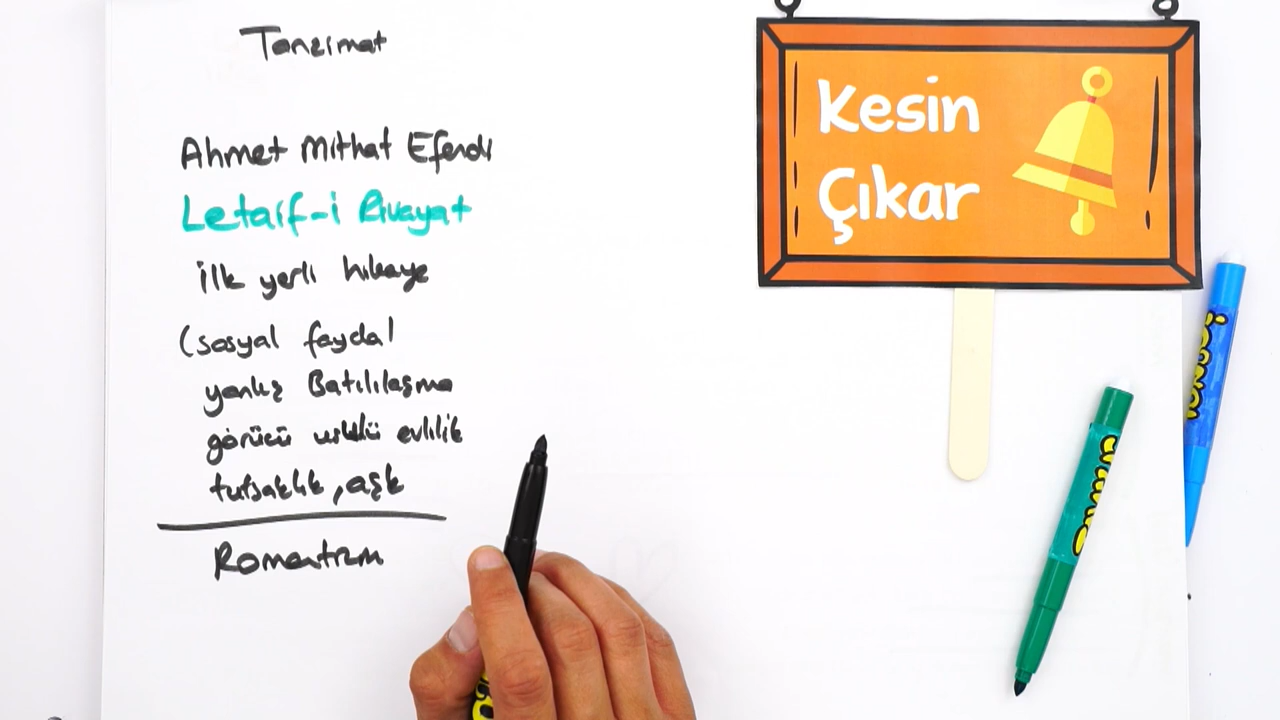 Tanzimat
Ahmet Mithat Efendi
Letaif-i Rivayat
ilk yerli hikaye
(sosyal fayda)
yanlış Batılılaşma
görücü usulü evlilik
tutsaklık, aşk
Romantizm
Kesin
Çıkar